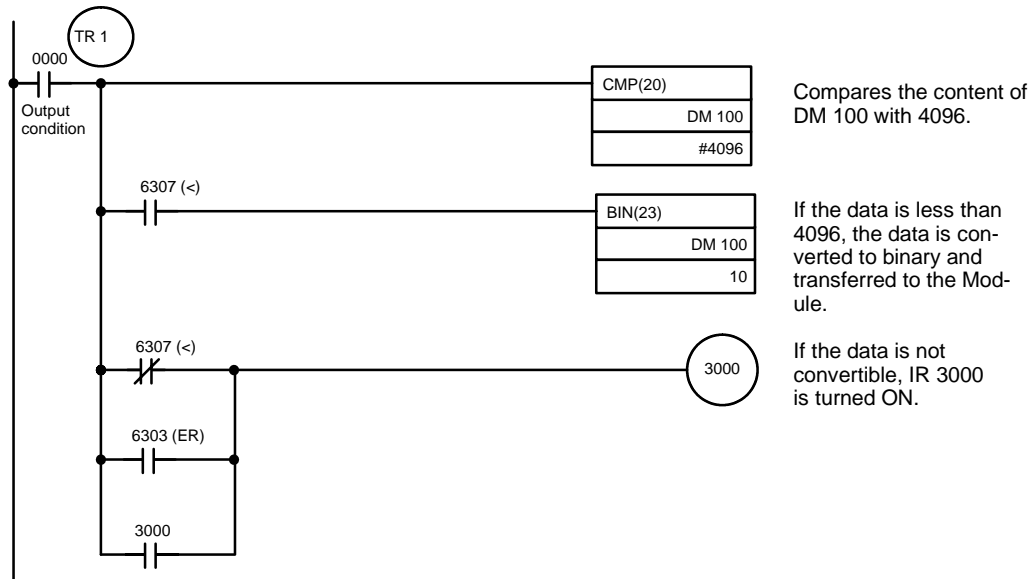 TR 1
0000
Output
condition
CMP(20)
DM 100
#4096
Compares the content of
DM 100 with 4096.
6307 (<)
BIN(23)
DM 100
10
If the data is less than
4096, the data is con-
verted to binary and
transferred to the Mod-
ule.
6307 (<)
3000
If the data is not
convertible, IR 3000
is turned ON.
6303 (ER)
3000